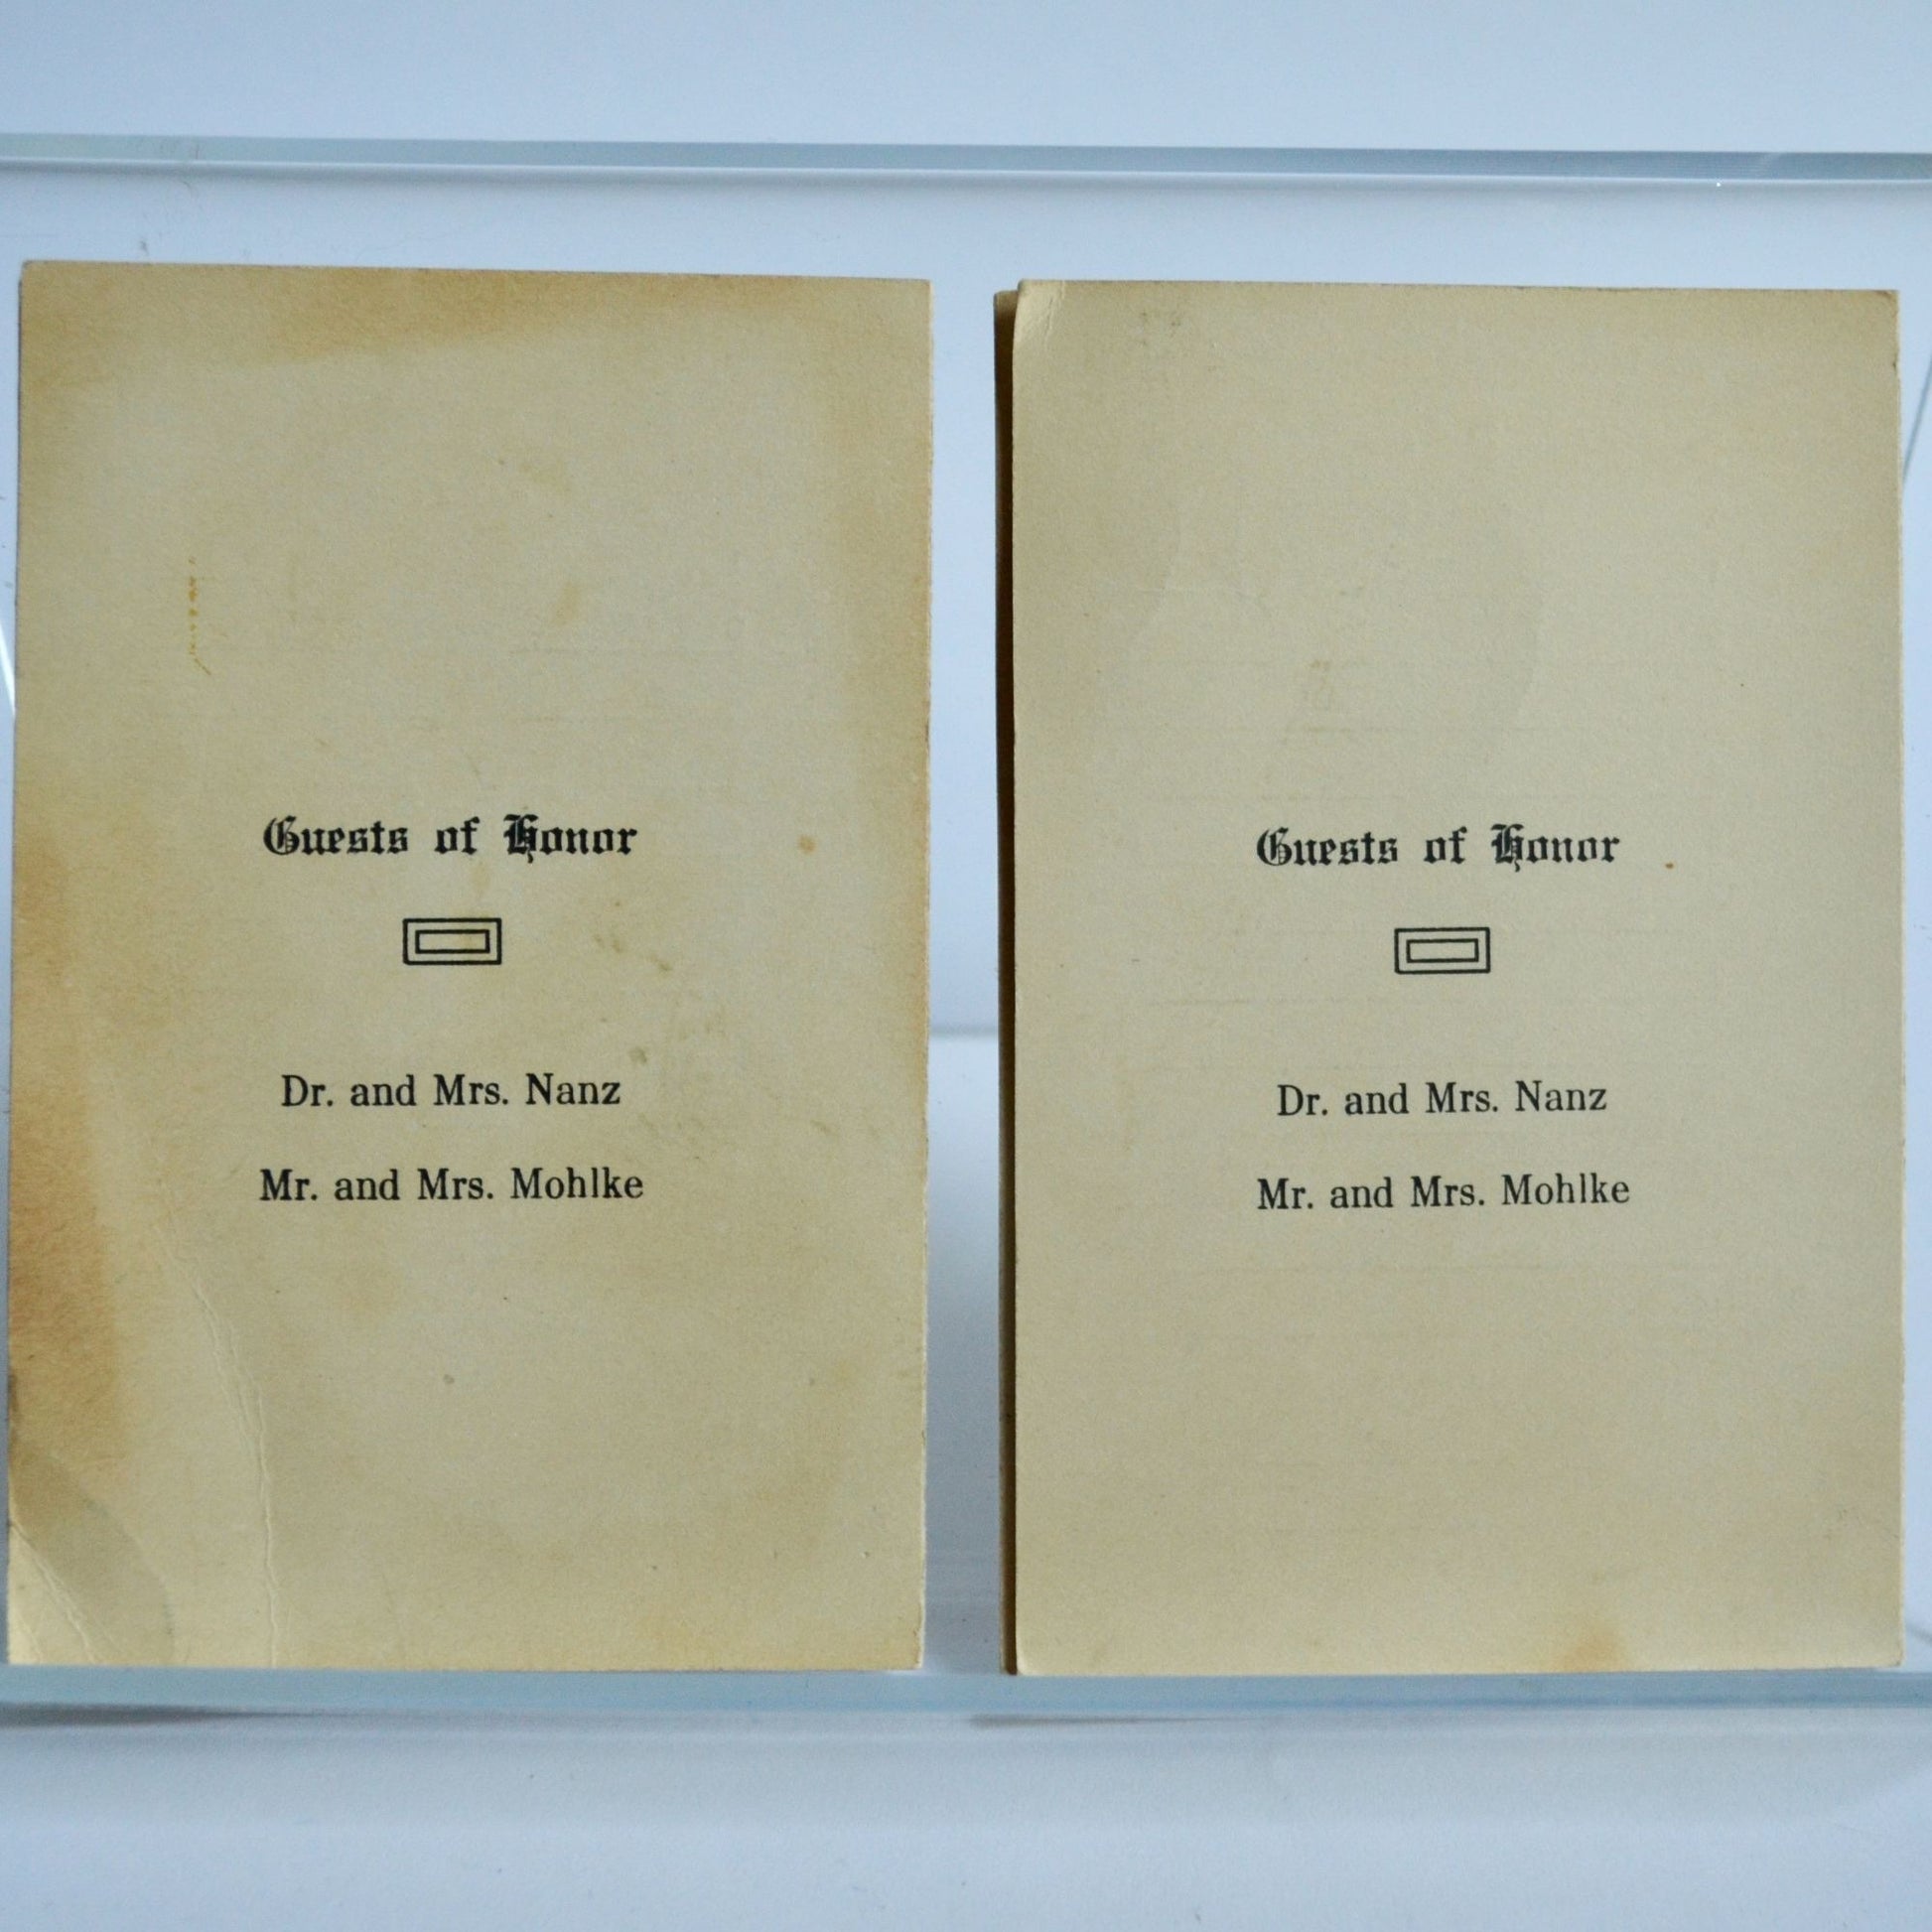 Guests of Honor
Dr. and Mrs. Nanz
Mr. and Mrs. Mohlke
Guests of Honor
Dr. and Mrs. Nanz
Mr. and Mrs. Mohlke